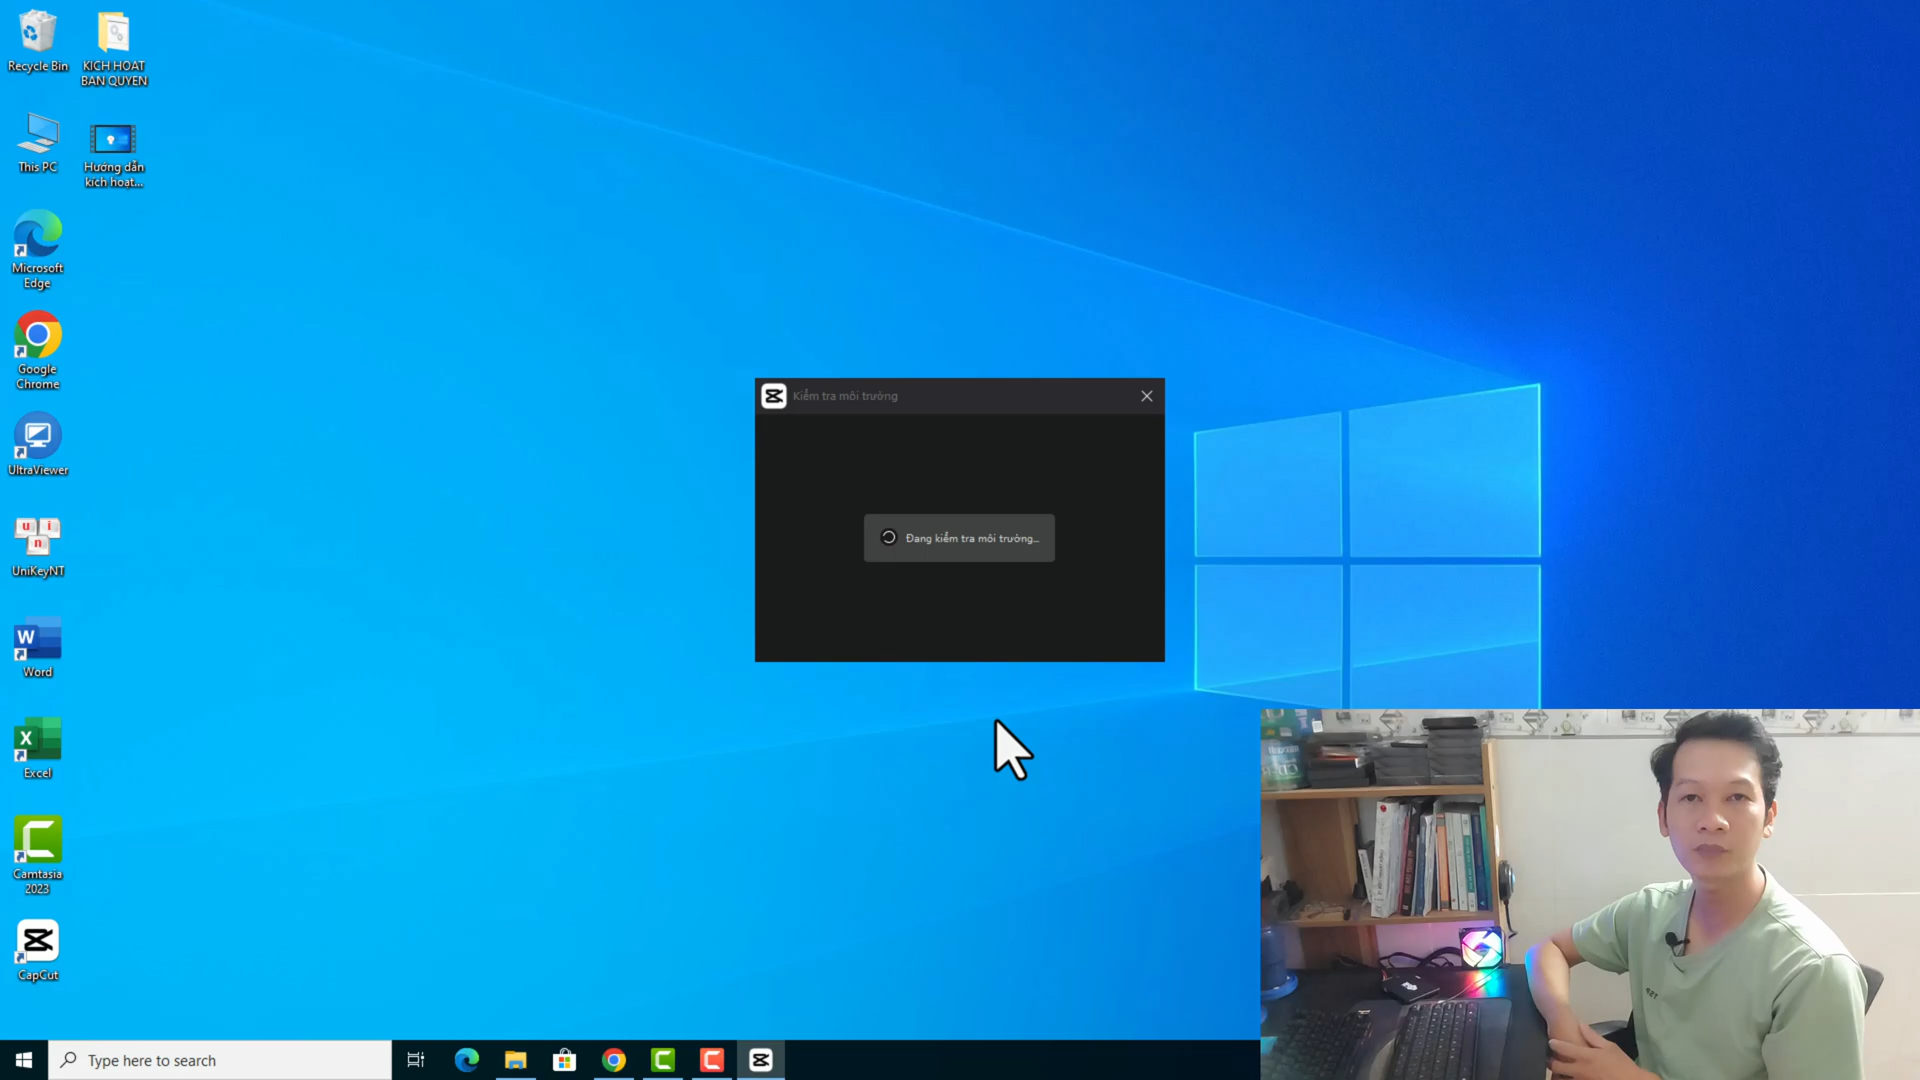 Recycle Bin
KICH HOAT
BAN QUYEN
This PC
Hướng dẫn
kich hoạt...
Microsoft
Edge
Google
Chrome
UltraViewer
u i
n
UniKeyNT
W
Word
X
Excel
Camtasia
2023
CapCut
Kiểm tra môi trường
Đang kiểm tra môi trường...
Type here to search